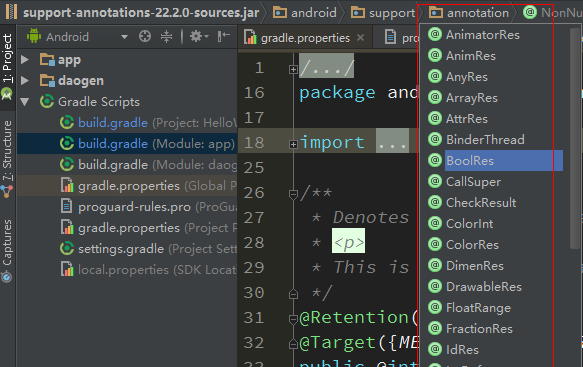 support-annotations-22.2.0-sources.jar android support annotation NonNu
Android
gradle.properties
1: Project
7: Structure
Captures
app
daogen
Gradle Scripts
build.gradle (Project: HelloW
build.gradle (Module: app)
build.gradle (Module: daog
gradle.properties (Global P
proguard-rules.pro (ProGua
gradle.properties (Project P
settings.gradle (Project Sett
local.properties (SDK Locat
1 /.../
16 package and
17
18 import ...
25
26 /**
27 * Denotes
28 * <p>
29 * This is
30 */
31 @Retention(
32 @Target({ME
33 public @int
AnimatorRes
AnimRes
AnyRes
ArrayRes
AttrRes
BinderThread
BoolRes
CallSuper
CheckResult
ColorInt
ColorRes
DimenRes
DrawableRes
FloatRange
FractionRes
IdRes